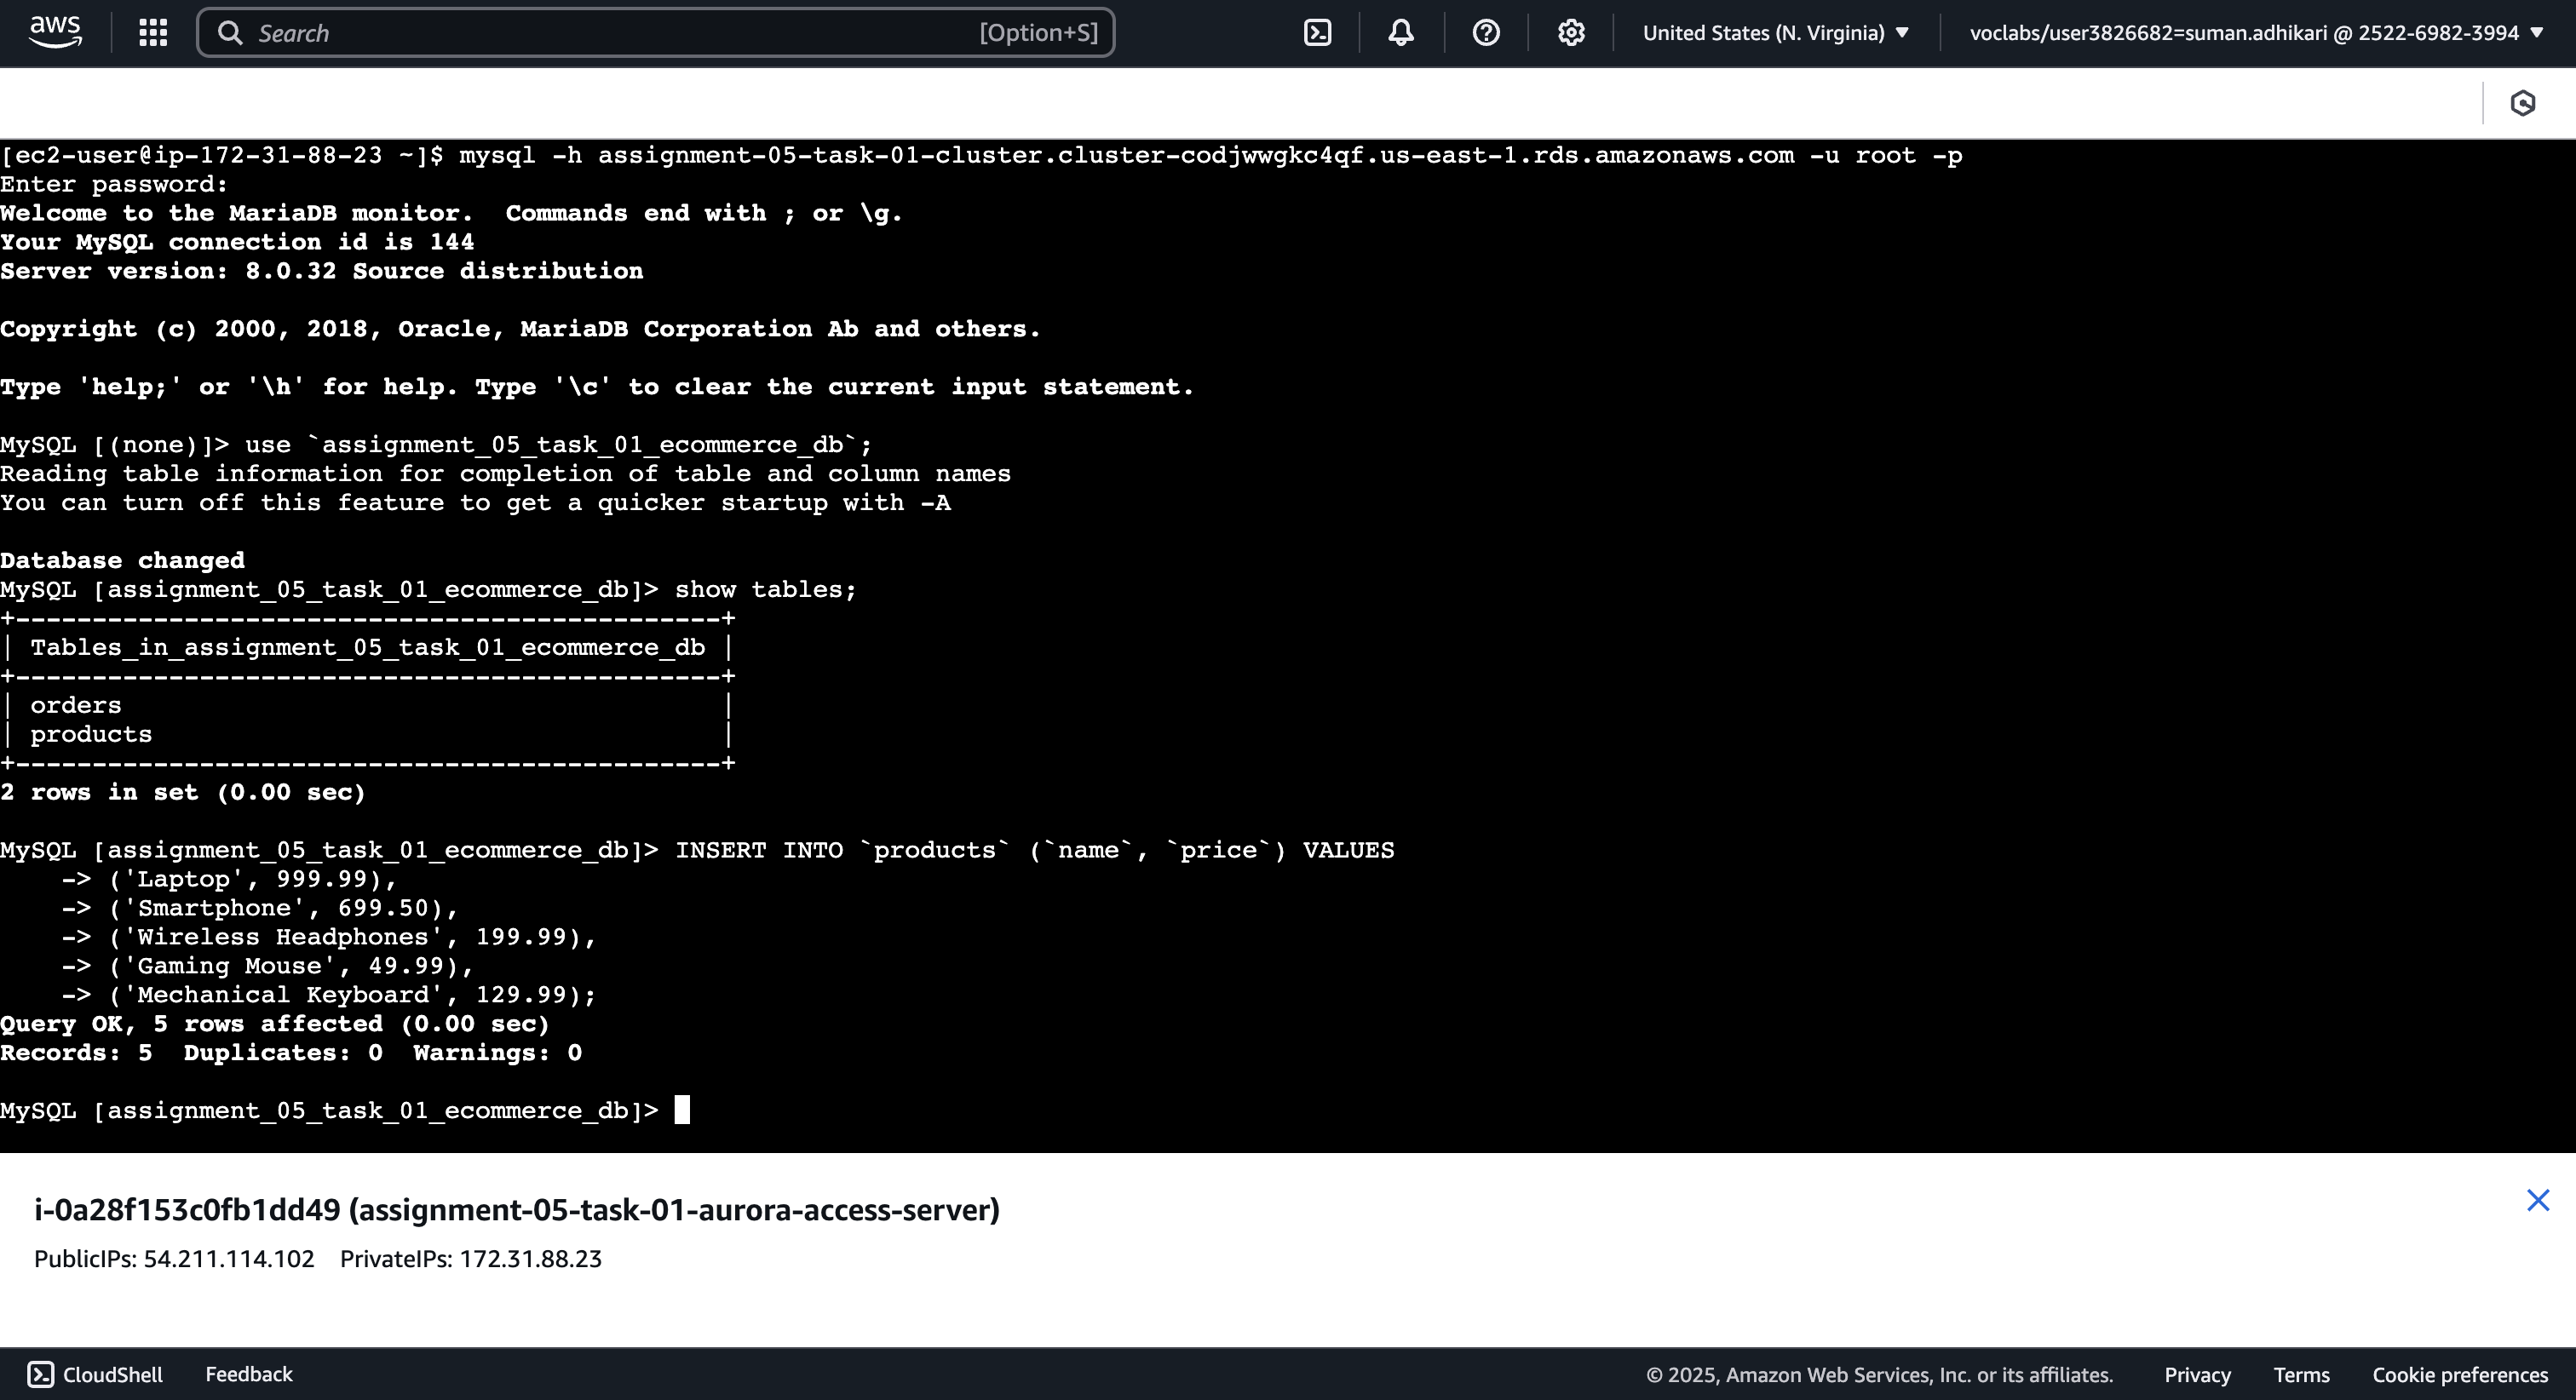 aws
Search [Option+S]
United States (N. Virginia) ▼
voclabs/user3826682=suman.adhikari @ 2522-6982-3994 ▼
[ec2-user@ip-172-31-88-23 ~]$ mysql -h assignment-05-task-01-cluster.cluster-codjwwgkc4qf.us-east-1.rds.amazonaws.com -u root -p
Enter password:
Welcome to the MariaDB monitor.  Commands end with ; or \g.
Your MySQL connection id is 144
Server version: 8.0.32 Source distribution
Copyright (c) 2000, 2018, Oracle, MariaDB Corporation Ab and others.
Type 'help;' or '\h' for help. Type '\c' to clear the current input statement.
MySQL [(none)]> use `assignment_05_task_01_ecommerce_db`;
Reading table information for completion of table and column names
You can turn off this feature to get a quicker startup with -A
Database changed
MySQL [assignment_05_task_01_ecommerce_db]> show tables;
+----------------------------------------------+
| Tables_in_assignment_05_task_01_ecommerce_db |
+----------------------------------------------+
| orders                                       |
| products                                     |
+----------------------------------------------+
2 rows in set (0.00 sec)
MySQL [assignment_05_task_01_ecommerce_db]> INSERT INTO `products` (`name`, `price`) VALUES
    -> ('Laptop', 999.99),
    -> ('Smartphone', 699.50),
    -> ('Wireless Headphones', 199.99),
    -> ('Gaming Mouse', 49.99),
    -> ('Mechanical Keyboard', 129.99);
Query OK, 5 rows affected (0.00 sec)
Records: 5  Duplicates: 0  Warnings: 0
MySQL [assignment_05_task_01_ecommerce_db]>
i-0a28f153c0fb1dd49 (assignment-05-task-01-aurora-access-server)
PublicIPs: 54.211.114.102    PrivateIPs: 172.31.88.23
CloudShell Feedback
© 2025, Amazon Web Services, Inc. or its affiliates. Privacy Terms Cookie preferences